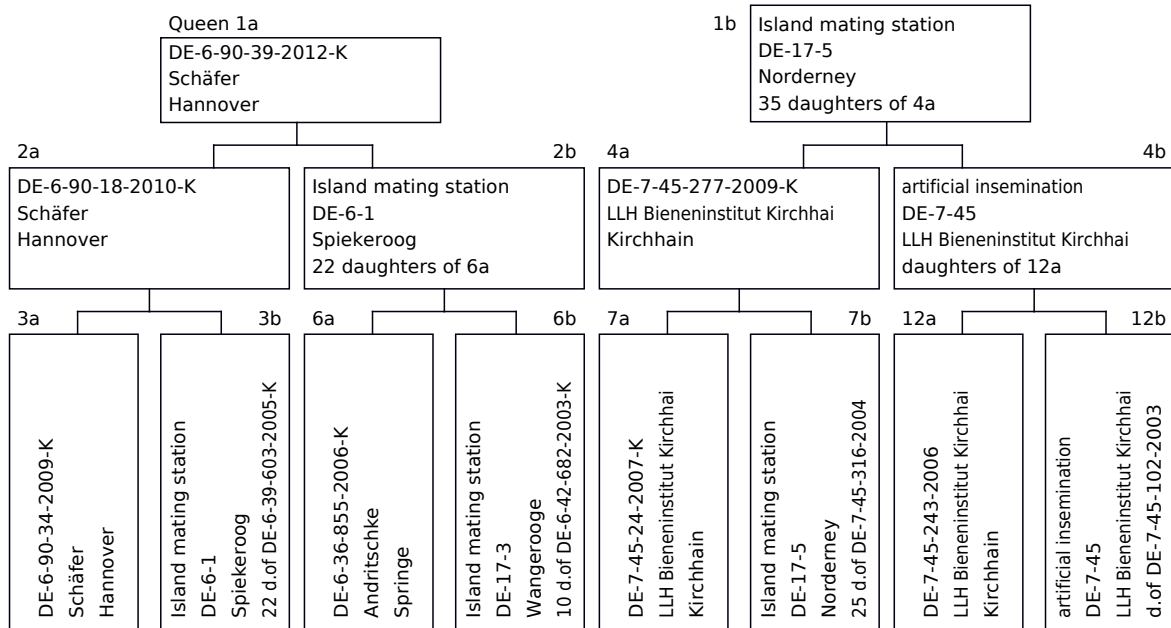 Queen 1a
DE-6-90-39-2012-K
Schäfer
Hannover
1b
Island mating station
DE-17-5
Norderney
35 daughters of 4a
2a
DE-6-90-18-2010-K
Schäfer
Hannover
2b
Island mating station
DE-6-1
Spiekeroog
22 daughters of 6a
4a
DE-7-45-277-2009-K
LLH Bieneninstitut Kirchhai
Kirchhain
4b
artificial insemination
DE-7-45
LLH Bieneninstitut Kirchhai
daughters of 12a
3a
DE-6-90-34-2009-K
Schäfer
Hannover
3b
Island mating station
DE-6-1
Spiekeroog
22 d.of DE-6-39-603-2005-K
6a
DE-6-36-855-2006-K
Andritschke
Springe
6b
Island mating station
DE-17-3
Wangerooge
10 d.of DE-6-42-682-2003-K
7a
DE-7-45-24-2007-K
LLH Bieneninstitut Kirchhai
Kirchhain
7b
Island mating station
DE-17-5
Norderney
25 d.of DE-7-45-316-2004
12a
DE-7-45-243-2006
LLH Bieneninstitut Kirchhai
Kirchhain
12b
artificial insemination
DE-7-45
LLH Bieneninstitut Kirchhai
d.of DE-7-45-102-2003